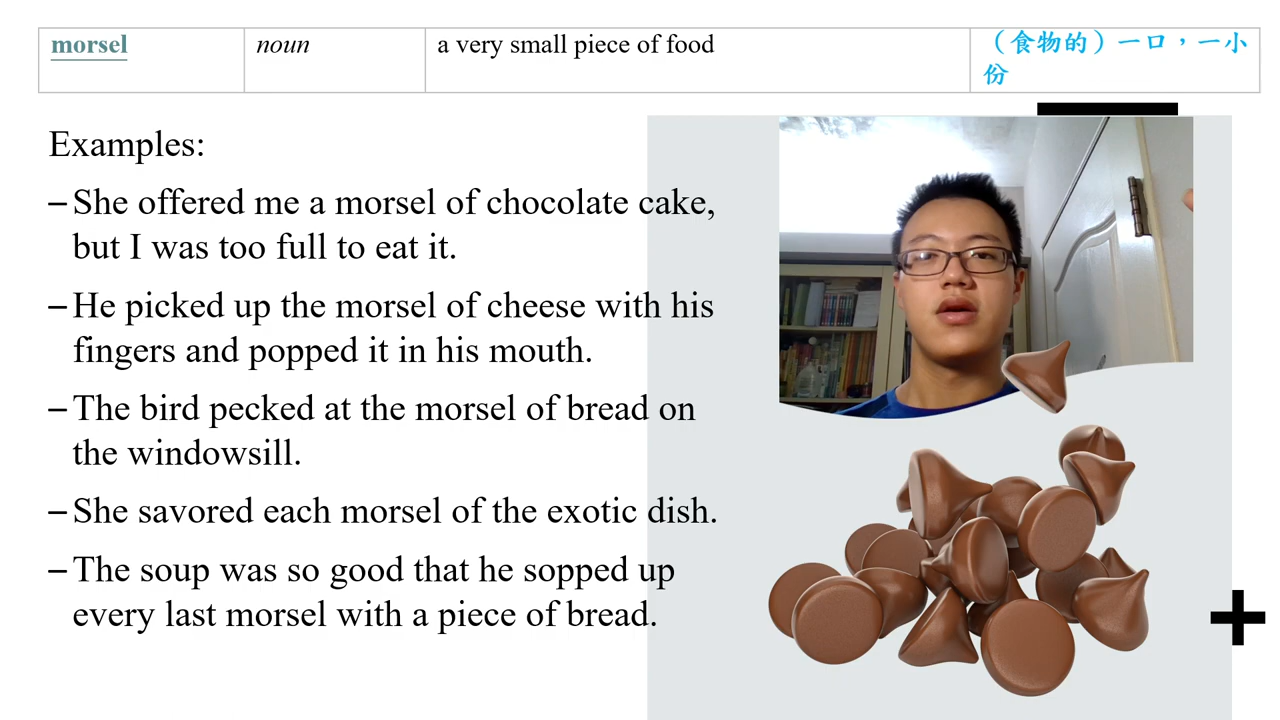 morsel noun a very small piece of food （食物的）一口，一小
份
Examples:
– She offered me a morsel of chocolate cake,
but I was too full to eat it.
– He picked up the morsel of cheese with his
fingers and popped it in his mouth.
– The bird pecked at the morsel of bread on
the windowsill.
– She savored each morsel of the exotic dish.
– The soup was so good that he sopped up
every last morsel with a piece of bread.